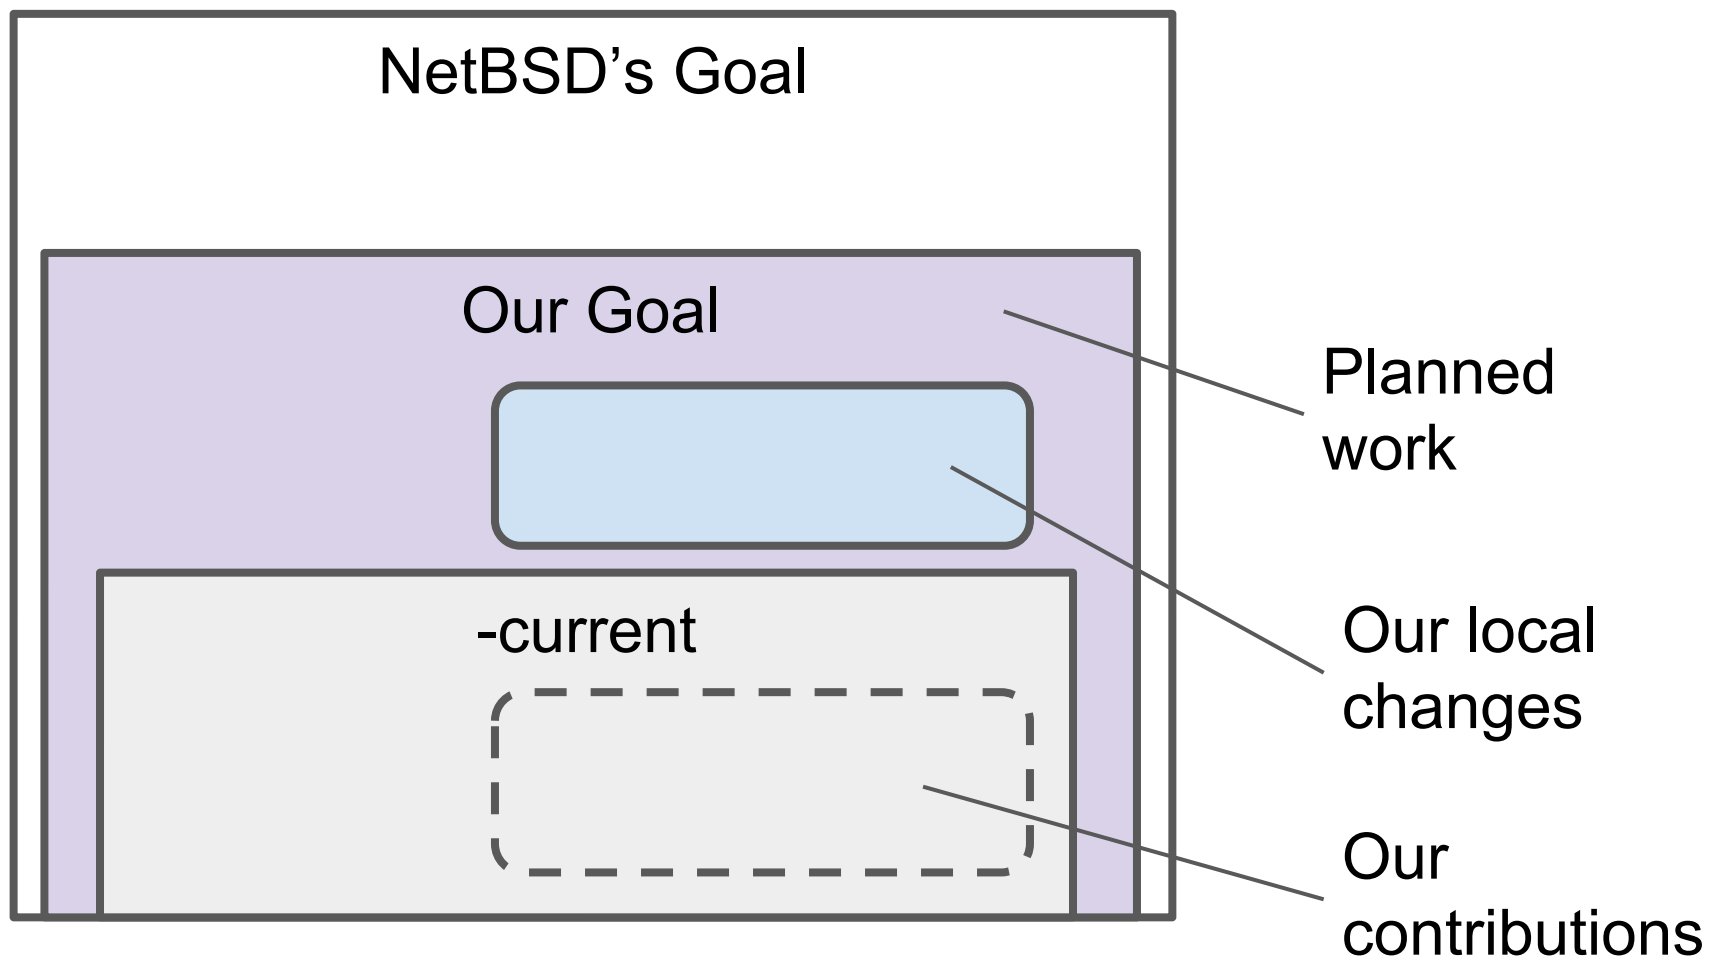 NetBSD’s Goal
Our Goal
Planned
work
-current
Our local
changes
Our
contributions